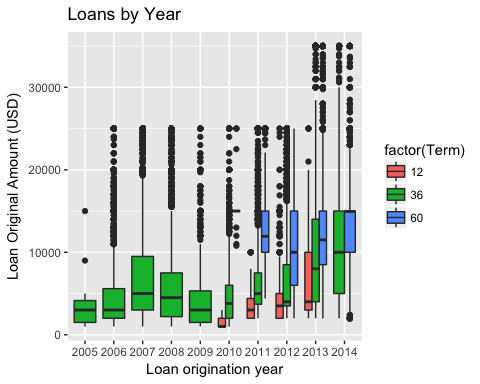 Loans by Year
Loan Original Amount (USD)
30000
20000
10000
0
2005 2006 2007 2008 2009 2010 2011 2012 2013 2014
Loan origination year
factor(Term)
12
36
60